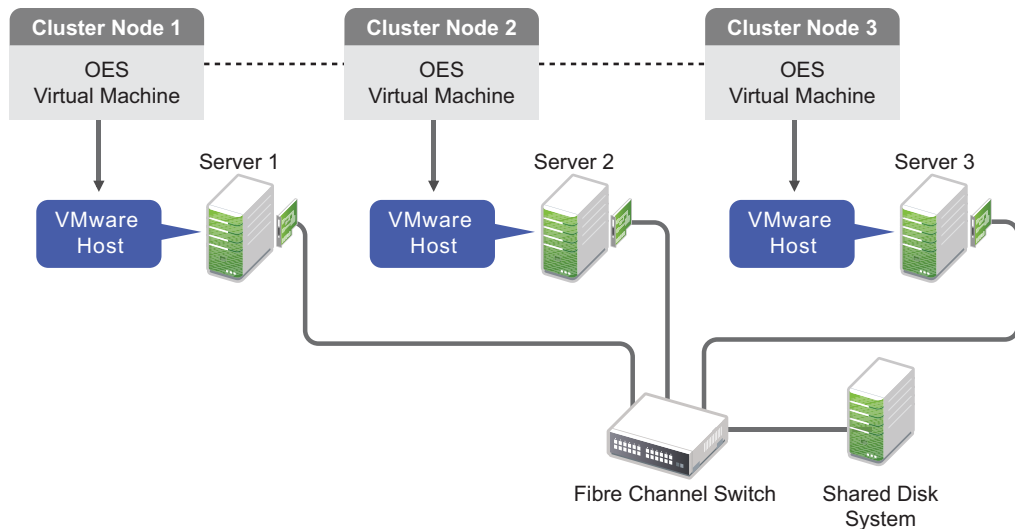 Cluster Node 1
OES
Virtual Machine
Cluster Node 2
OES
Virtual Machine
Cluster Node 3
OES
Virtual Machine
Server 1
VMware
Host
Server 2
VMware
Host
Server 3
VMware
Host
Fibre Channel Switch
Shared Disk
System